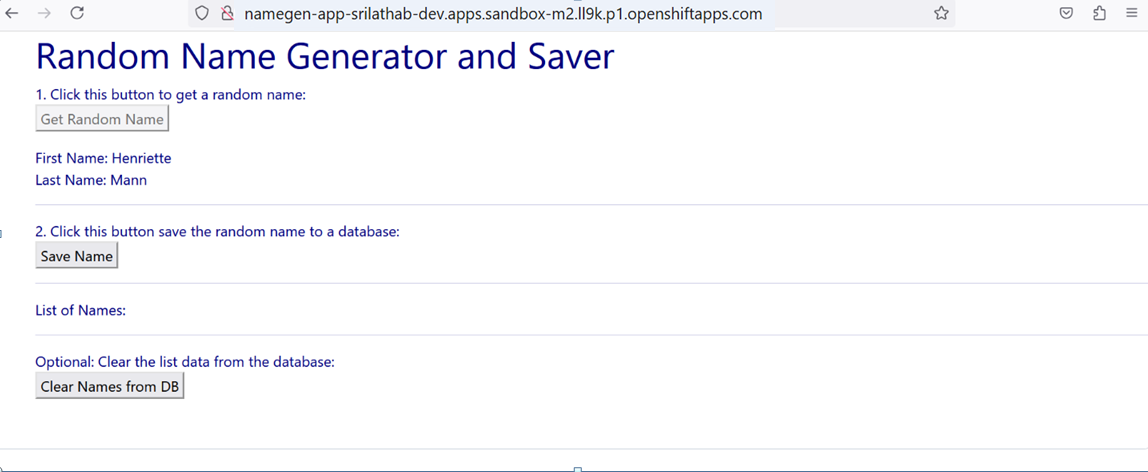 namegen-app-srilathab-dev.apps.sandbox-m2.ll9k.p1.openshiftapps.com
Random Name Generator and Saver
1. Click this button to get a random name:
Get Random Name
First Name: Henriette
Last Name: Mann
2. Click this button save the random name to a database:
Save Name
List of Names:
Optional: Clear the list data from the database:
Clear Names from DB